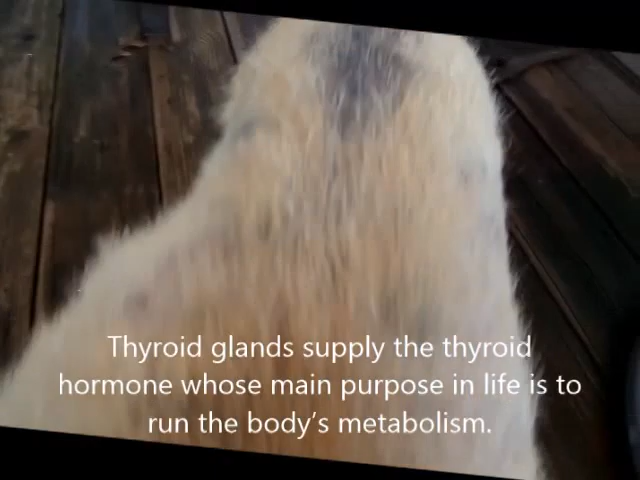 Thyroid glands supply the thyroid
hormone whose main purpose in life is to
run the body’s metabolism.